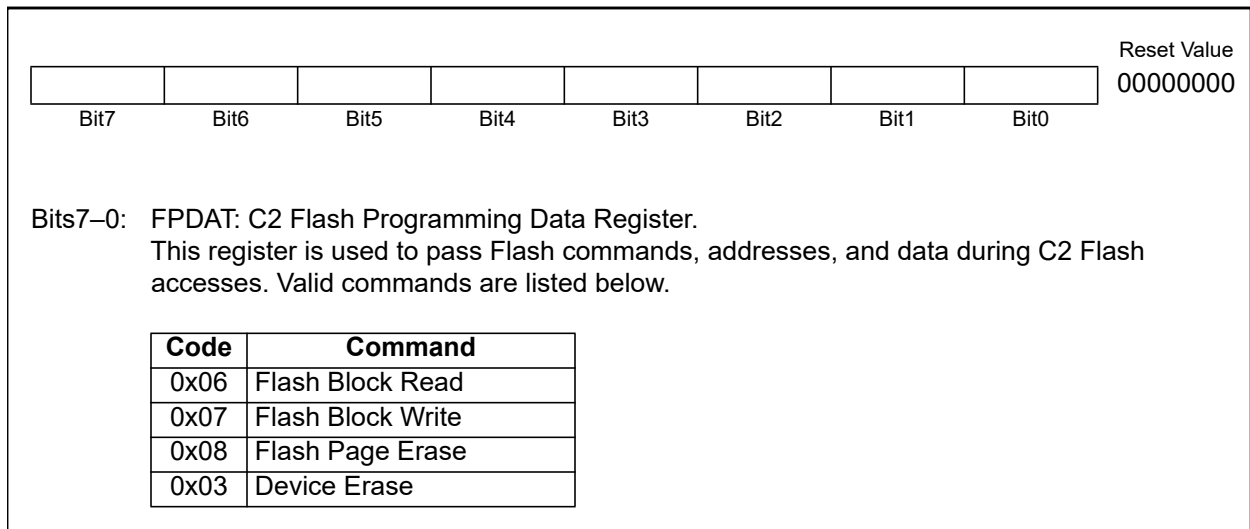 Reset Value
00000000
Bit7 Bit6 Bit5 Bit4 Bit3 Bit2 Bit1 Bit0
Bits7–0: FPDAT: C2 Flash Programming Data Register.
This register is used to pass Flash commands, addresses, and data during C2 Flash
accesses. Valid commands are listed below.
Code Command
0x06 Flash Block Read
0x07 Flash Block Write
0x08 Flash Page Erase
0x03 Device Erase